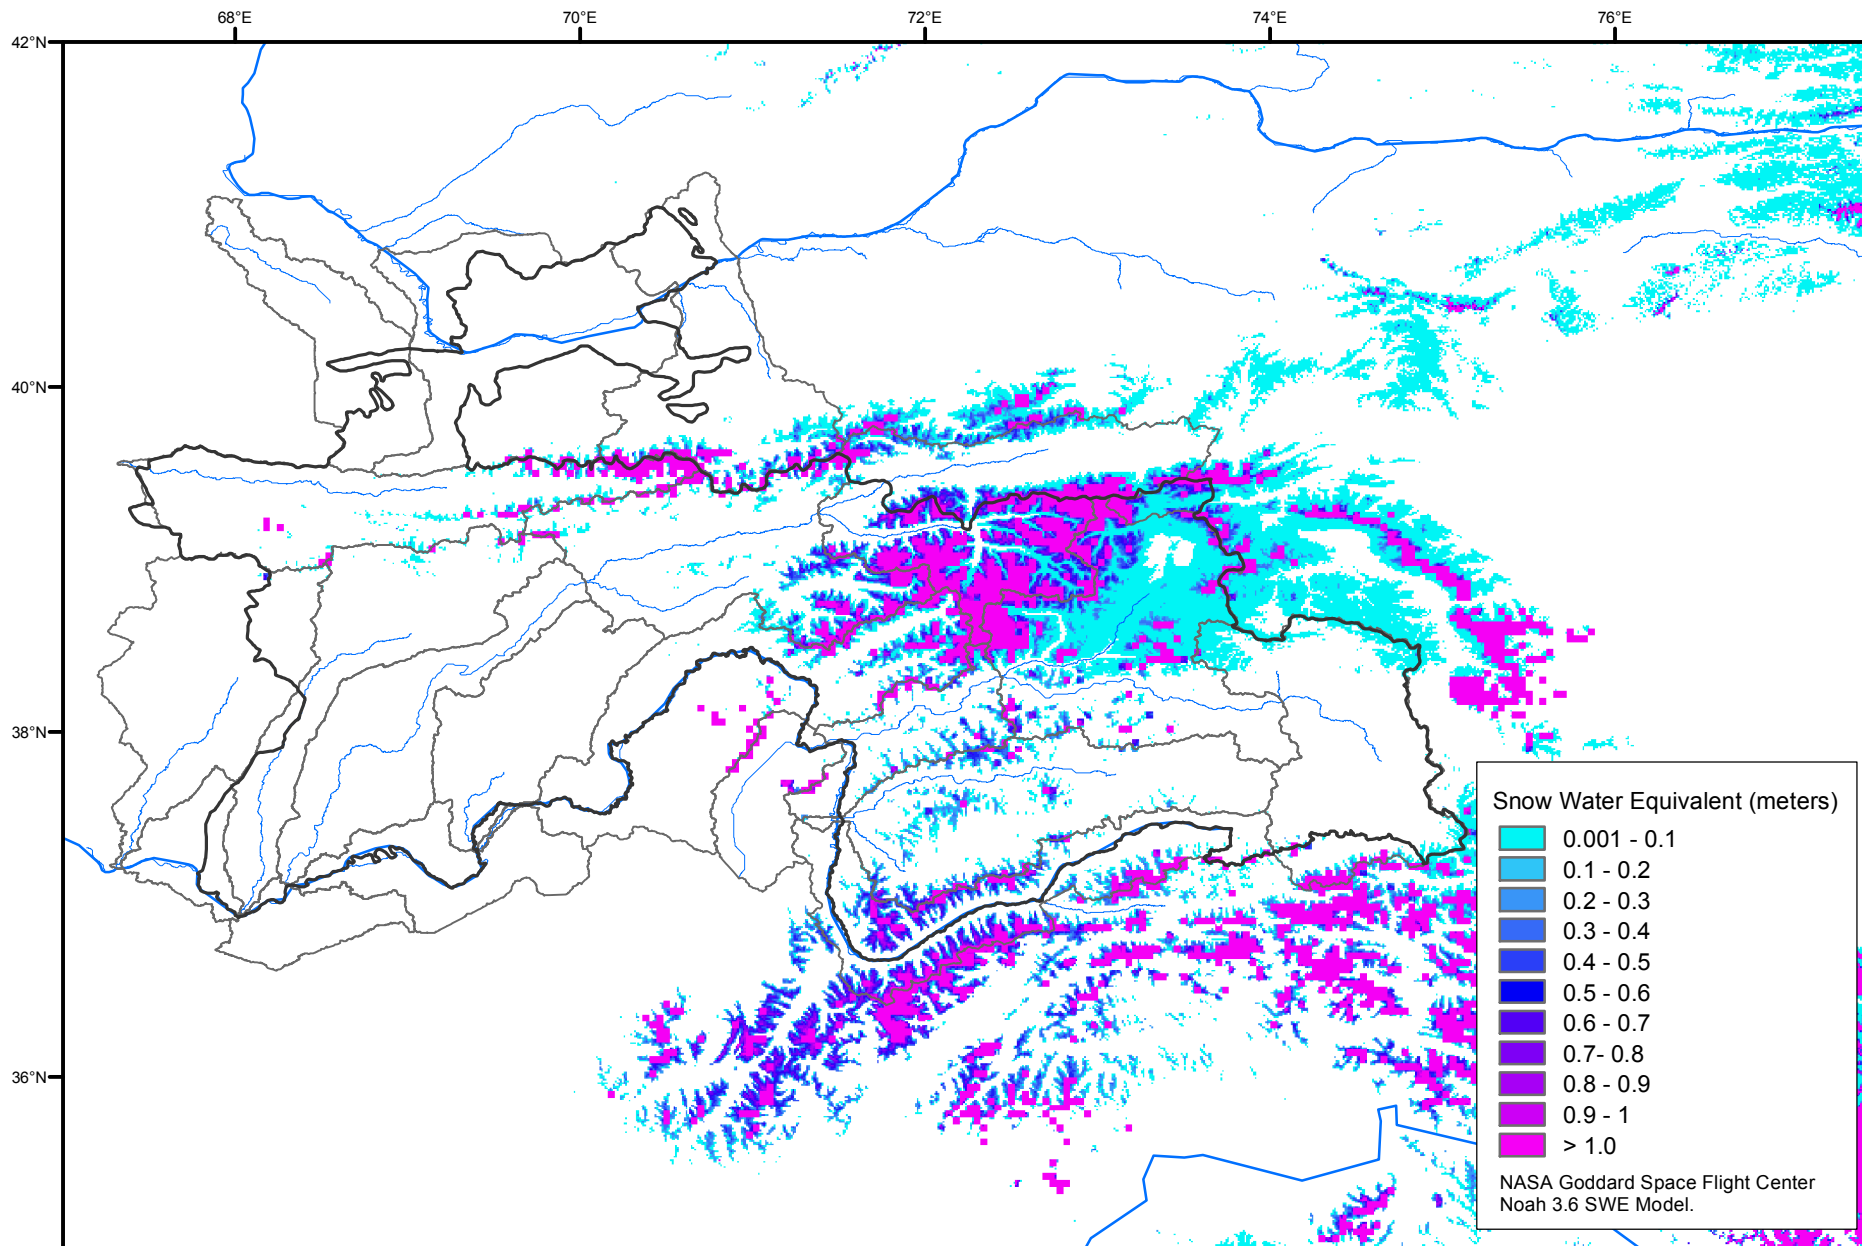 68°E
70°E
72°E
74°E
76°E
42°N
40°N
38°N
36°N
Snow Water Equivalent (meters)
0.001 - 0.1
0.1 - 0.2
0.2 - 0.3
0.3 - 0.4
0.4 - 0.5
0.5 - 0.6
0.6 - 0.7
0.7- 0.8
0.8 - 0.9
0.9 - 1
> 1.0
NASA Goddard Space Flight Center
Noah 3.6 SWE Model.